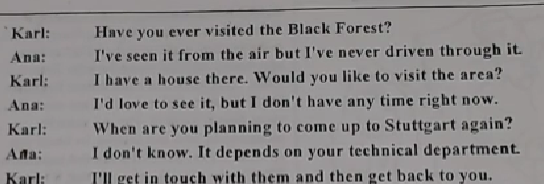 Karl: Have you ever visited the Black Forest?
Ana: I've seen it from the air but I've never driven through it.
Karl: I have a house there. Would you like to visit the area?
Ana: I'd love to see it, but I don't have any time right now.
Karl: When are you planning to come up to Stuttgart again?
Ana: I don't know. It depends on your technical department.
Karl: I'll get in touch with them and then get back to you.